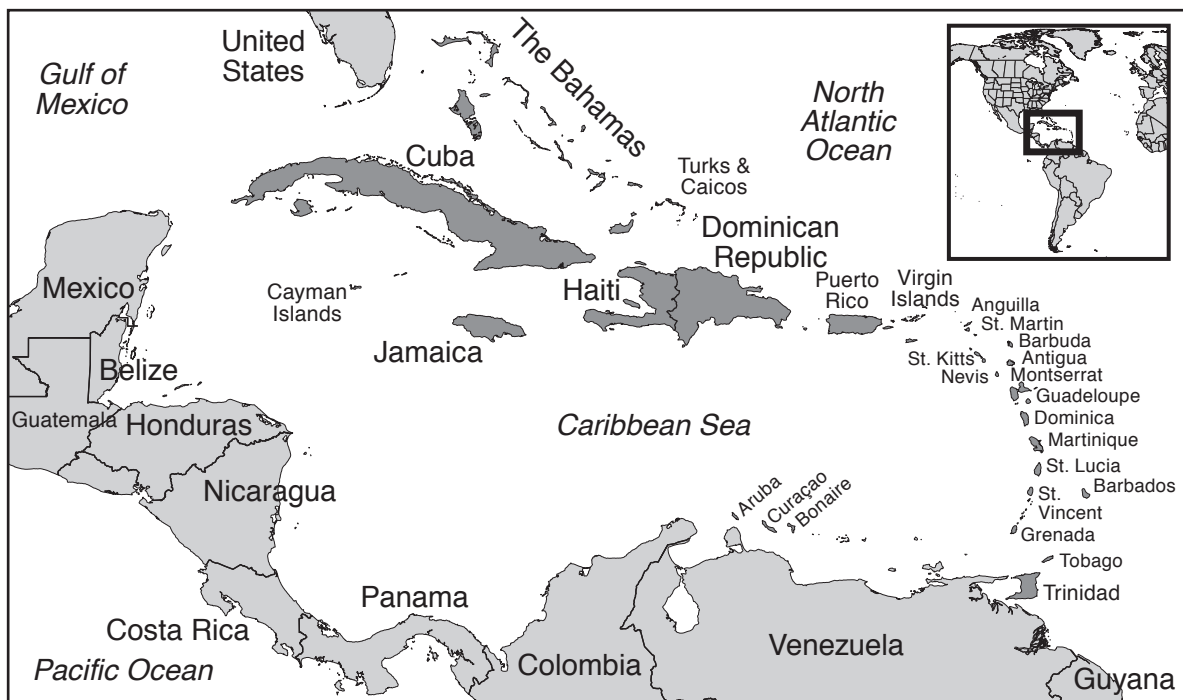 United
States
Gulf of
Mexico
The Bahamas
North
Atlantic
Ocean
Cuba
Turks &
Caicos
Dominican
Republic
Mexico
Cayman
Islands
Haiti
Puerto
Rico
Virgin
Islands
Anguilla
St. Martin
Jamaica
Barbuda
St. Kitts
Antigua
Nevis
Montserrat
Belize
Guadeloupe
Guatemala
Honduras
Caribbean Sea
Dominica
Martinique
Nicaragua
St. Lucia
Aruba
Curaçao
Bonaire
St.
Vincent
Barbados
Grenada
Tobago
Trinidad
Panama
Costa Rica
Pacific Ocean
Colombia
Venezuela
Guyana